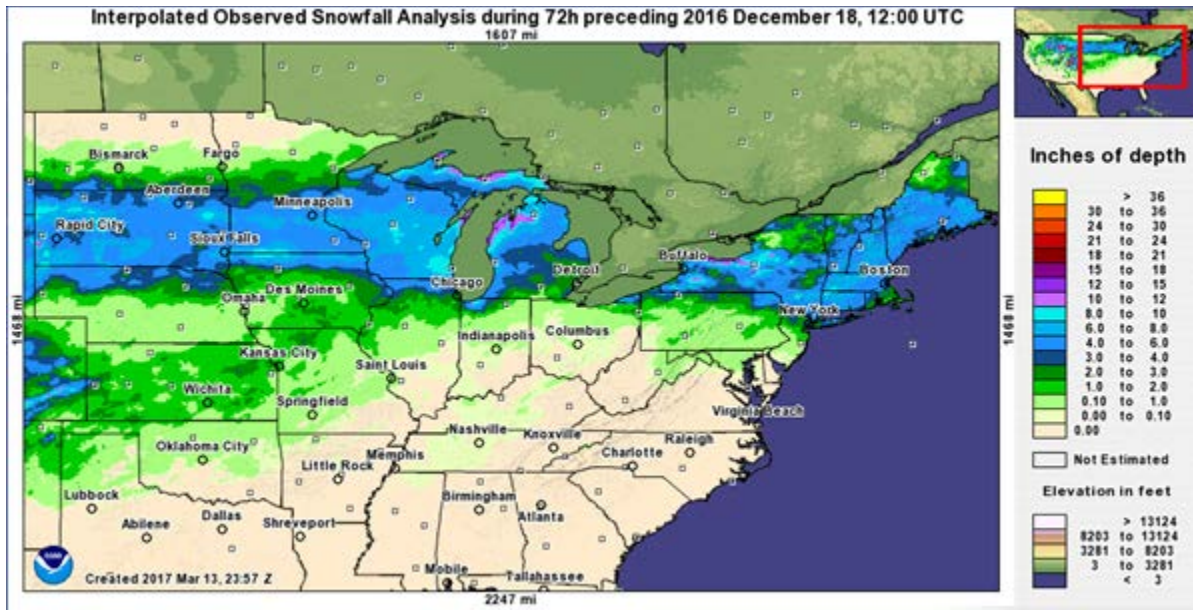 Interpolated Observed Snowfall Analysis during 72h preceding 2016 December 18, 12:00 UTC
1607 mi
1468 mi
1468 mi
2247 mi
Bismarck
Fargo
Aberdeen
Minneapolis
Rapid City
Sioux Falls
Buffalo
Boston
Detroit
Chicago
Des Moines
Omaha
New York
Columbus
Indianapolis
Kansas City
Saint Louis
Wichita
Springfield
Virginia Beach
Nashville
Knoxville
Raleigh
Oklahoma City
Memphis
Charlotte
Little Rock
Lubbock
Birmingham
Atlanta
Abilene
Dallas
Shreveport
Mobile
Tallahassee
Created 2017 Mar 13, 23:57 Z
Inches of depth
> 36
30 to 36
24 to 30
21 to 24
18 to 21
15 to 18
12 to 15
10 to 12
8.0 to 10
6.0 to 8.0
4.0 to 6.0
3.0 to 4.0
2.0 to 3.0
1.0 to 2.0
0.10 to 1.0
0.00 to 0.10
0.00
Not Estimated
Elevation in feet
> 13124
8203 to 13124
3281 to 8203
3 to 3281
< 3